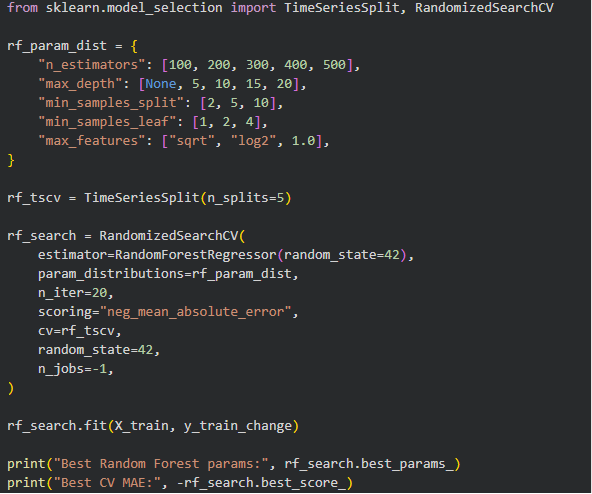 from sklearn.model_selection import TimeSeriesSplit, RandomizedSearchCV

rf_param_dist = {
    "n_estimators": [100, 200, 300, 400, 500],
    "max_depth": [None, 5, 10, 15, 20],
    "min_samples_split": [2, 5, 10],
    "min_samples_leaf": [1, 2, 4],
    "max_features": ["sqrt", "log2", 1.0],
}

rf_tscv = TimeSeriesSplit(n_splits=5)

rf_search = RandomizedSearchCV(
    estimator=RandomForestRegressor(random_state=42),
    param_distributions=rf_param_dist,
    n_iter=20,
    scoring="neg_mean_absolute_error",
    cv=rf_tscv,
    random_state=42,
    n_jobs=-1,
)

rf_search.fit(X_train, y_train_change)

print("Best Random Forest params:", rf_search.best_params_)
print("Best CV MAE:", -rf_search.best_score_)